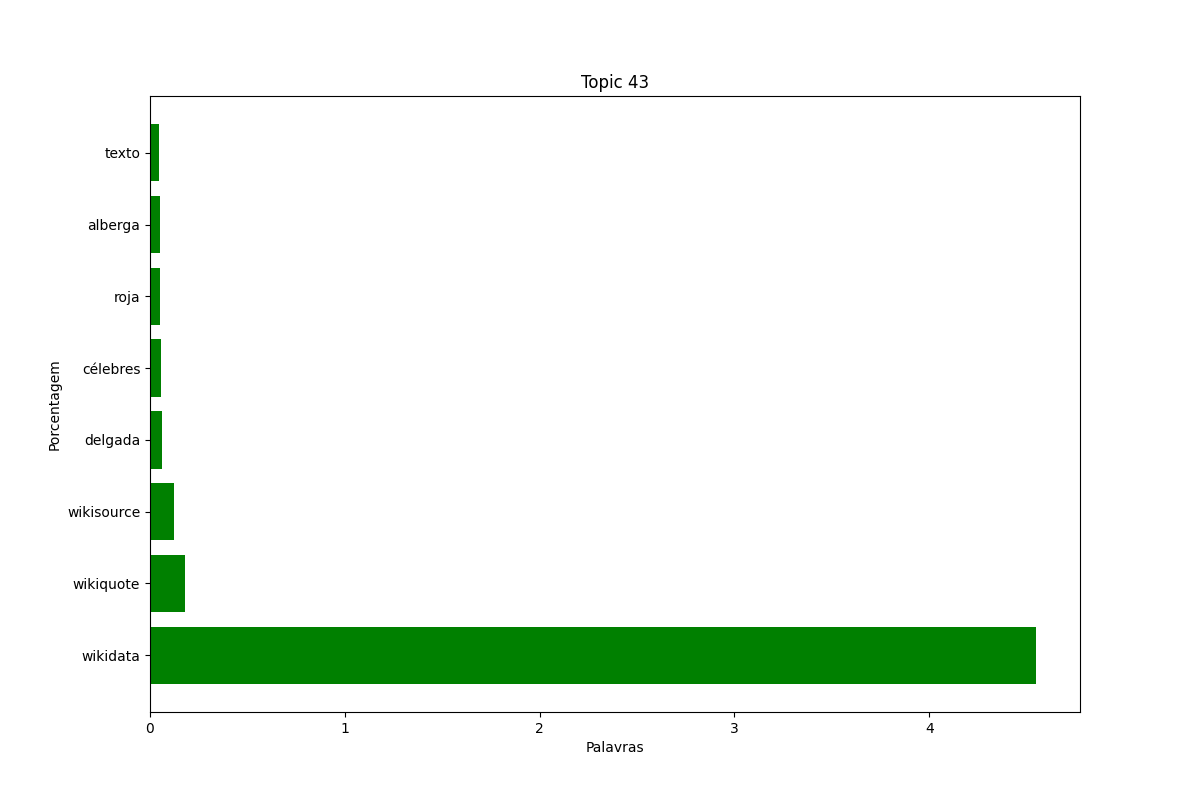 Topic 43
texto
alberga
roja
célebres
delgada
wikisource
wikiquote
wikidata
Porcentagem
0 1 2 3 4
Palavras